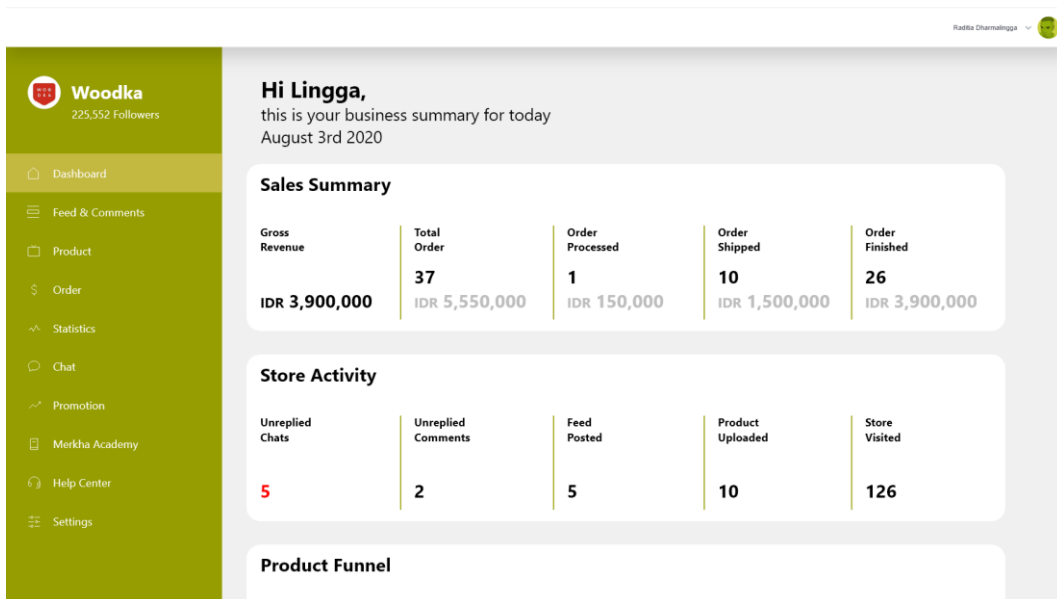 Raditia Dharmalingga
Woodka
225,552 Followers
Dashboard
Feed & Comments
Product
Order
Statistics
Chat
Promotion
Merkha Academy
Help Center
Settings
Hi Lingga,
this is your business summary for today
August 3rd 2020
Sales Summary
Gross
Revenue
IDR 3,900,000
Total
Order
37
IDR 5,550,000
Order
Processed
1
IDR 150,000
Order
Shipped
10
IDR 1,500,000
Order
Finished
26
IDR 3,900,000
Store Activity
Unreplied
Chats
5
Unreplied
Comments
2
Feed
Posted
5
Product
Uploaded
10
Store
Visited
126
Product Funnel